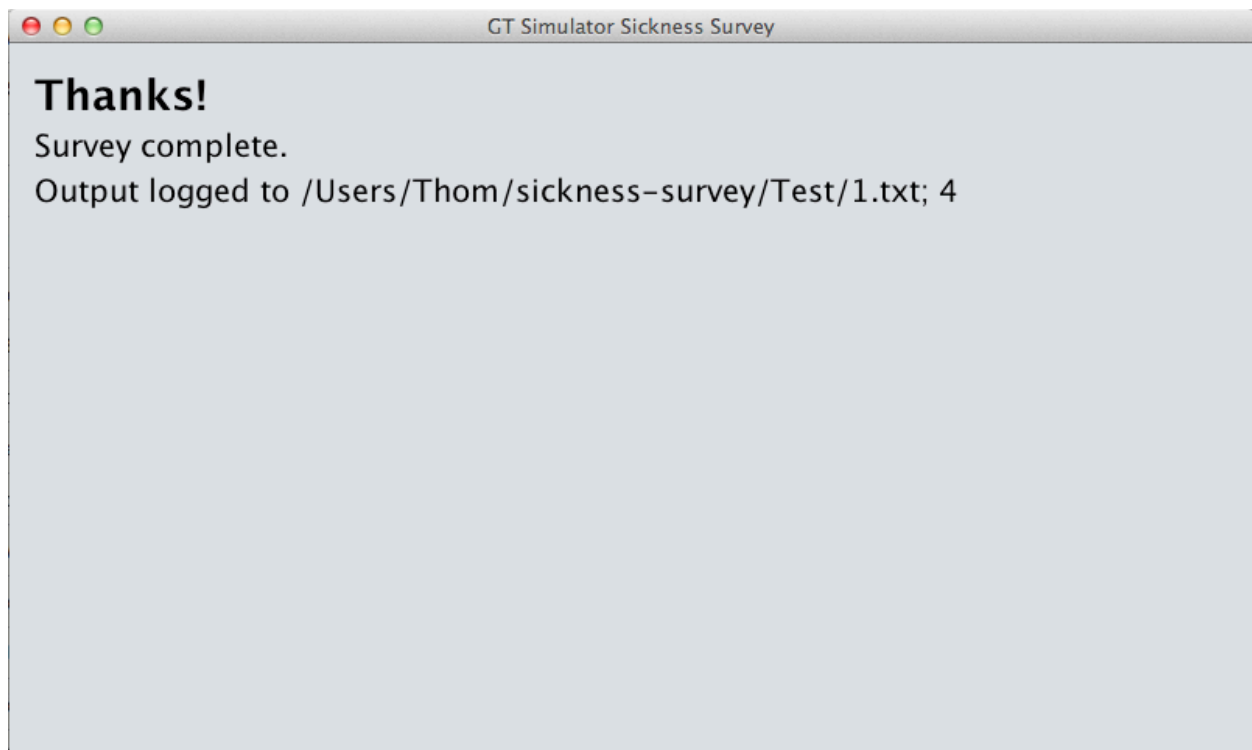 GT Simulator Sickness Survey
Thanks!
Survey complete.
Output logged to /Users/Thom/sickness-survey/Test/1.txt; 4